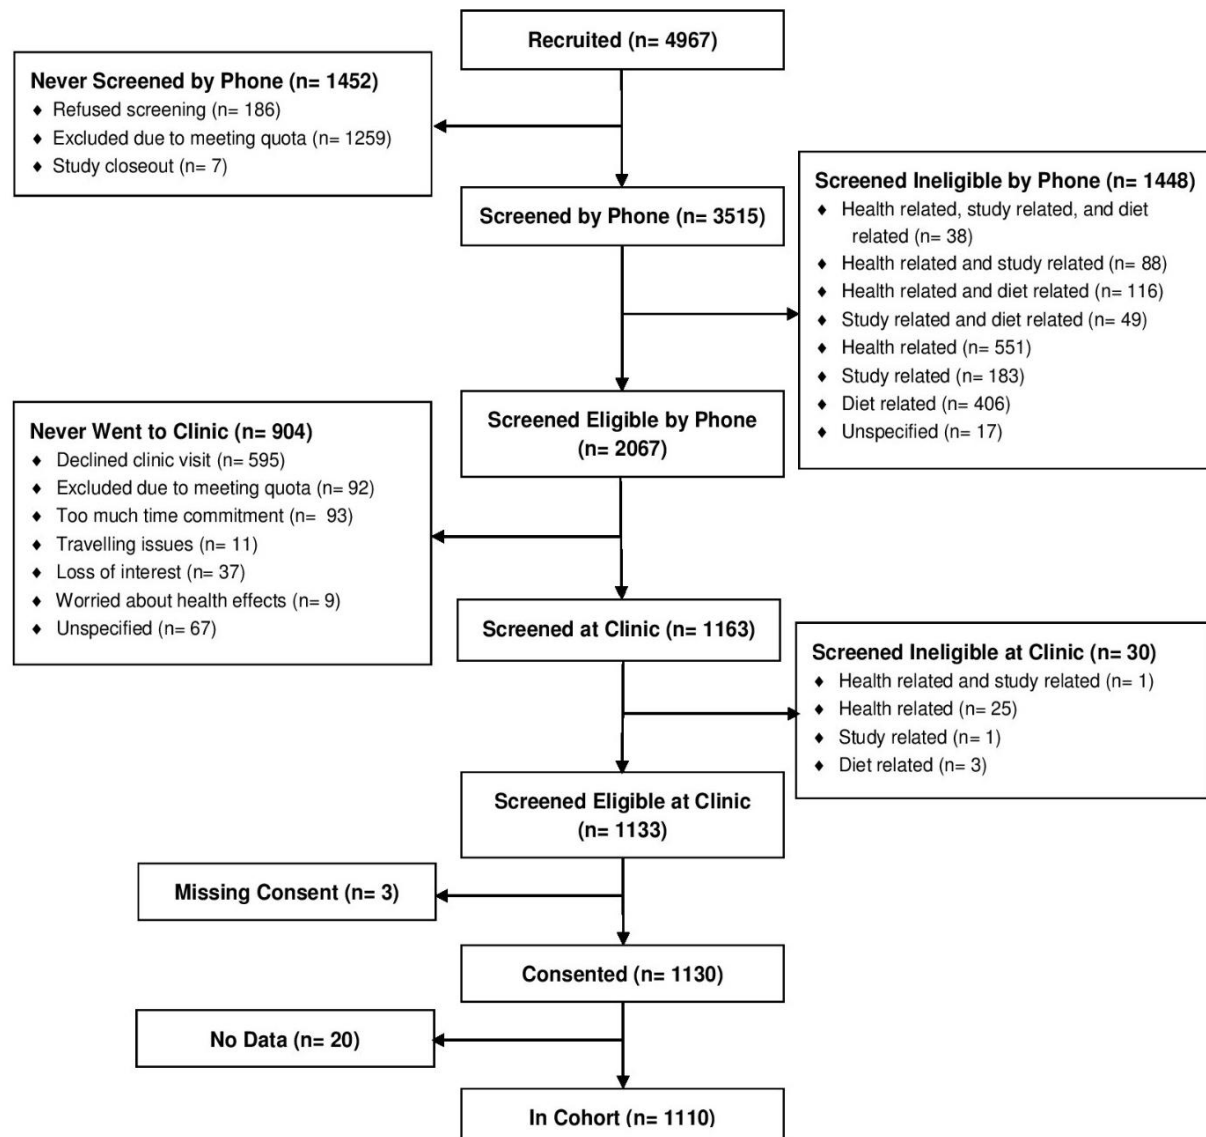 Recruited (n= 4967)
Never Screened by Phone (n= 1452)
♦ Refused screening (n= 186)
♦ Excluded due to meeting quota (n= 1259)
♦ Study closeout (n= 7)
Screened by Phone (n= 3515)
Screened Ineligible by Phone (n= 1448)
♦ Health related, study related, and diet
related (n= 38)
♦ Health related and study related (n= 88)
♦ Health related and diet related (n= 116)
♦ Study related and diet related (n= 49)
♦ Health related (n= 551)
♦ Study related (n= 183)
♦ Diet related (n= 406)
♦ Unspecified (n= 17)
Screened Eligible by Phone
(n= 2067)
Never Went to Clinic (n= 904)
♦ Declined clinic visit (n= 595)
♦ Excluded due to meeting quota (n= 92)
♦ Too much time commitment (n=  93)
♦ Travelling issues (n= 11)
♦ Loss of interest (n= 37)
♦ Worried about health effects (n= 9)
♦ Unspecified (n= 67)
Screened at Clinic (n= 1163)
Screened Ineligible at Clinic (n= 30)
♦ Health related and study related (n= 1)
♦ Health related (n= 25)
♦ Study related (n= 1)
♦ Diet related (n= 3)
Screened Eligible at Clinic
(n= 1133)
Missing Consent (n= 3)
Consented (n= 1130)
No Data (n= 20)
In Cohort (n= 1110)